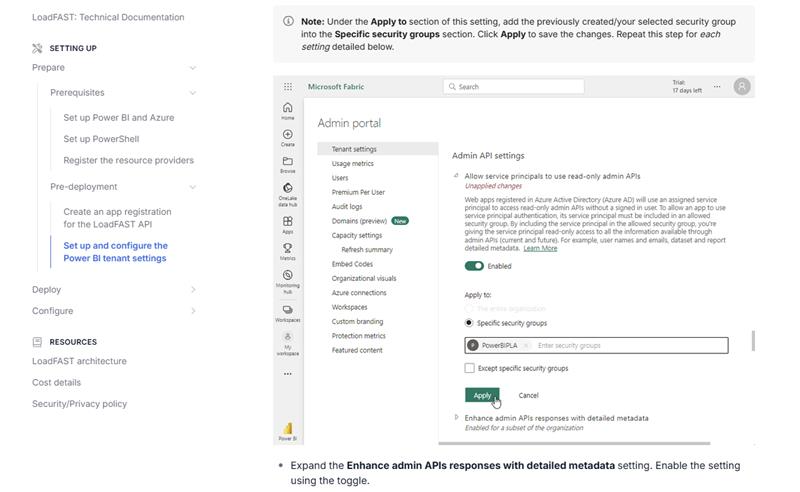 LoadFAST: Technical Documentation
SETTING UP
Prepare
Prerequisites
Set up Power BI and Azure
Set up PowerShell
Register the resource providers
Pre-deployment
Create an app registration
for the LoadFAST API
Set up and configure the
Power BI tenant settings
Deploy
Configure
RESOURCES
LoadFAST architecture
Cost details
Security/Privacy policy
Note: Under the Apply to section of this setting, add the previously created/your selected security group
into the Specific security groups section. Click Apply to save the changes. Repeat this step for each
setting detailed below.
Microsoft Fabric
Search
Trial:
17 days left
Home
Create
Browse
OneLake
data hub
Apps
Metrics
Monitoring
hub
Workspaces
My
workspace
Power BI
Admin portal
Tenant settings
Usage metrics
Users
Premium Per User
Audit logs
Domains (preview) New
Capacity settings
Refresh summary
Embed Codes
Organizational visuals
Azure connections
Workspaces
Custom branding
Protection metrics
Featured content
Admin API settings
Allow service principals to use read-only admin APIs
Unapplied changes
Web apps registered in Azure Active Directory (Azure AD) will use an assigned service
principal to access read-only admin APIs without a signed in user. To allow an app to use
service principal authentication, its service principal must be included in an allowed
security group. By including the service principal in the allowed security group, you're
giving the service principal read-only access to all the information available through
admin APIs (current and future). For example, user names and emails, dataset and report
detailed metadata. Learn More
Enabled
Apply to:
The entire organization
Specific security groups
P PowerBIPLA × Enter security groups
Except specific security groups
Apply Cancel
Enhance admin APIs responses with detailed metadata
Enabled for a subset of the organization
• Expand the Enhance admin APIs responses with detailed metadata setting. Enable the setting
using the toggle.